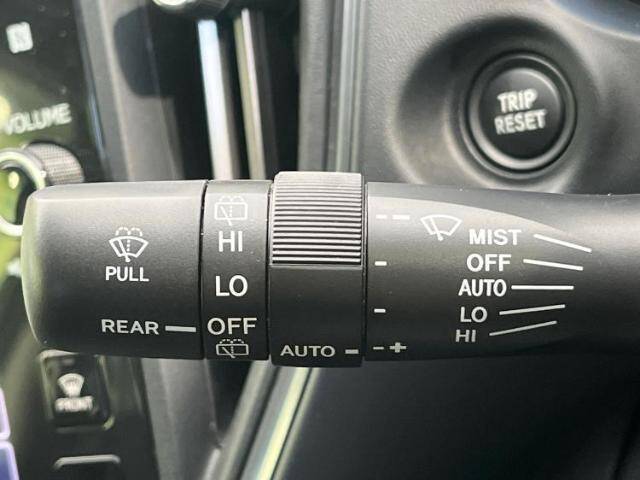 VOLUME
TRIP
RESET
PULL
REAR
HI
LO
OFF
AUTO
MIST
OFF
AUTO
LO
HI
FRONT